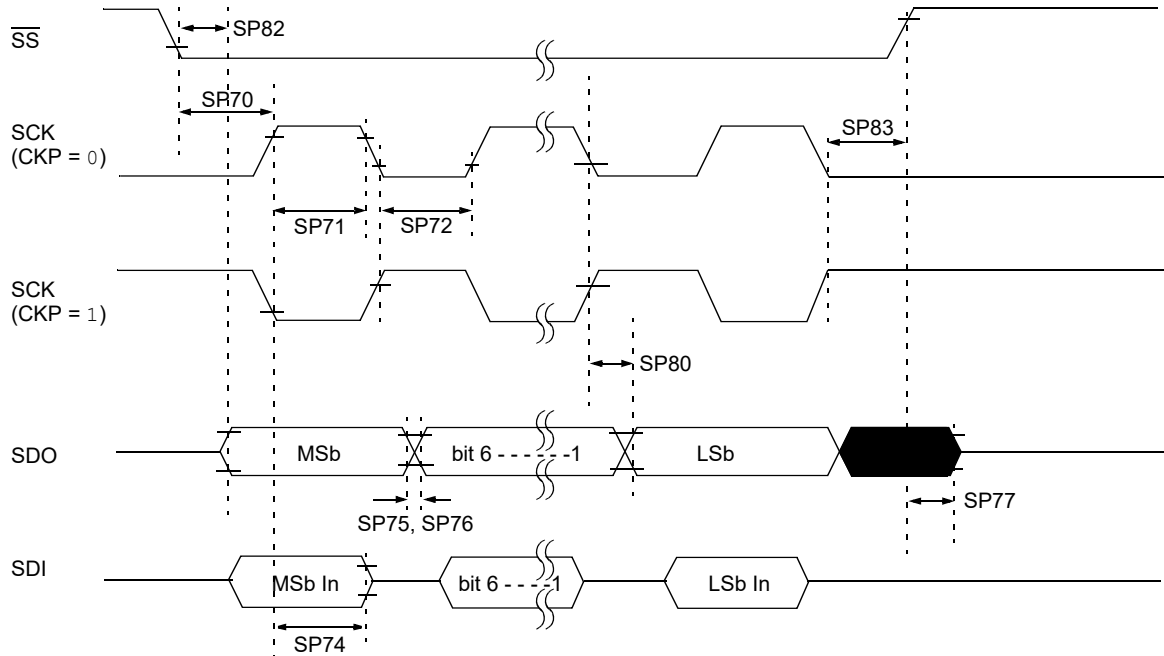 SS
SP82
SP70
SCK
(CKP = 0)
SP83
SP71
SP72
SCK
(CKP = 1)
SP80
SDO
MSb
bit 6 - - - - - -1
LSb
SP77
SP75, SP76
SDI
MSb In
bit 6 - - - -1
LSb In
SP74